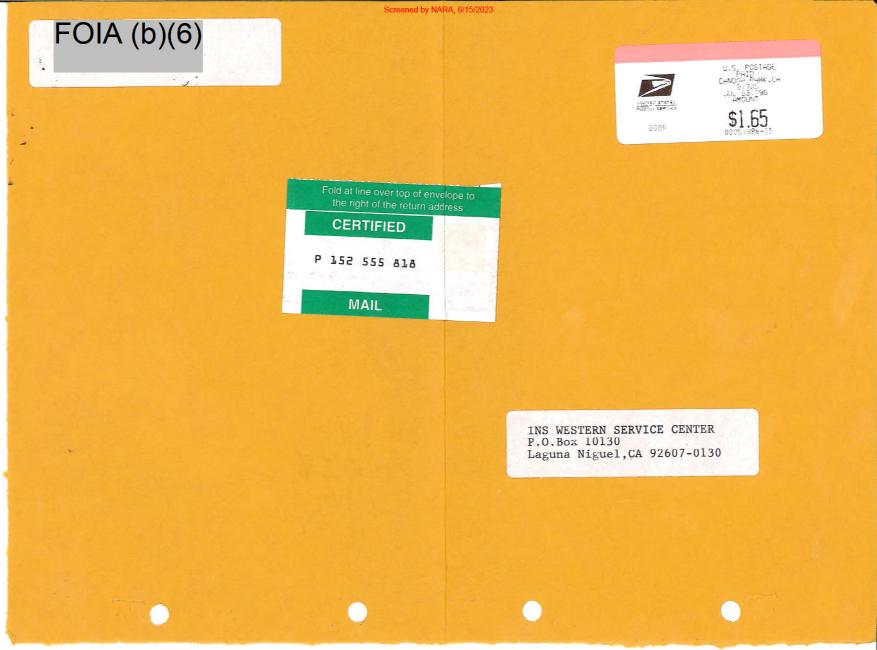 Screened by NARA, 6/15/2023
FOIA (b)(6)
U.S. POSTAGE
PAID
CANOGA PARK, CA
JUL 03, '96
AMOUNT
$1.65
UNITED STATES
POSTAL SERVICE
0000
Fold at line over top of envelope to
the right of the return address
CERTIFIED
P 152 555 818
MAIL
INS WESTERN SERVICE CENTER
P.O.Box 10130
Laguna Niguel,CA 92607-0130